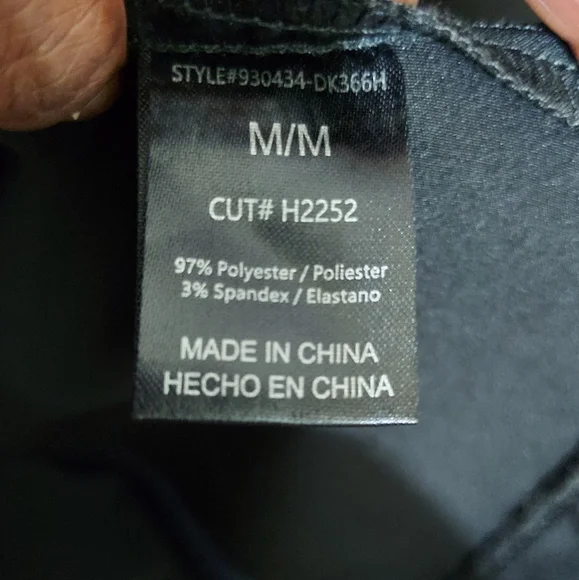 STYLE#930434-DK366H
M/M
CUT# H2252
97% Polyester / Poliester
3% Spandex / Elastano
MADE IN CHINA
HECHO EN CHINA